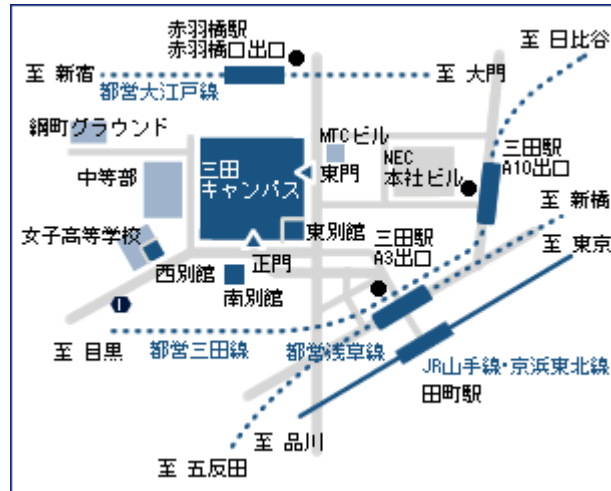 赤羽橋駅
赤羽橋口出口
至 日比谷
至 新宿
至 大門
都営大江戸線
綱町グラウンド
MTCビル
三田駅
A10出口
中等部
三田
キャンパス
東門
NEC
本社ビル
至 新橋
女子高等学校
東別館
三田駅
A3出口
至 東京
西別館
正門
南別館
至 目黒
都営三田線
都営浅草線
JR山手線・京浜東北線
田町駅
至 品川
至 五反田